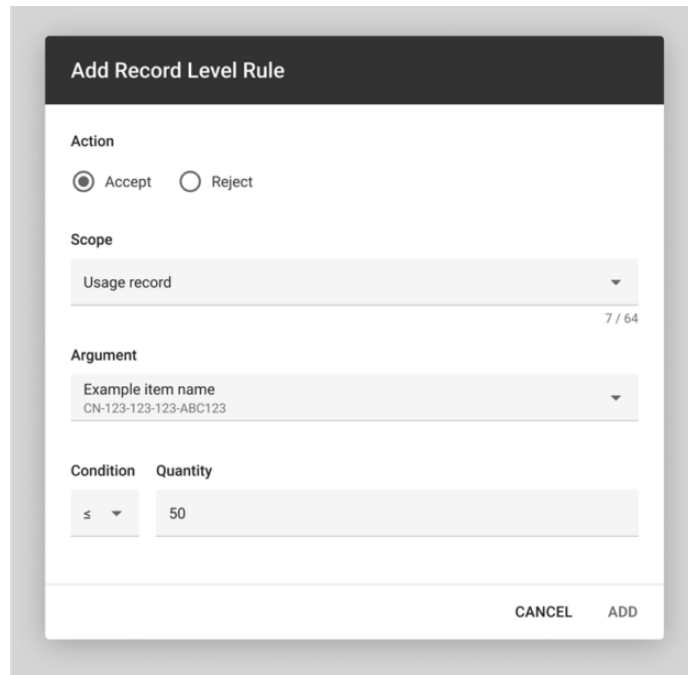 Add Record Level Rule
Action
Accept Reject
Scope
Usage record
7 / 64
Argument
Example item name
CN-123-123-123-ABC123
Condition Quantity
≤ 50
CANCEL ADD